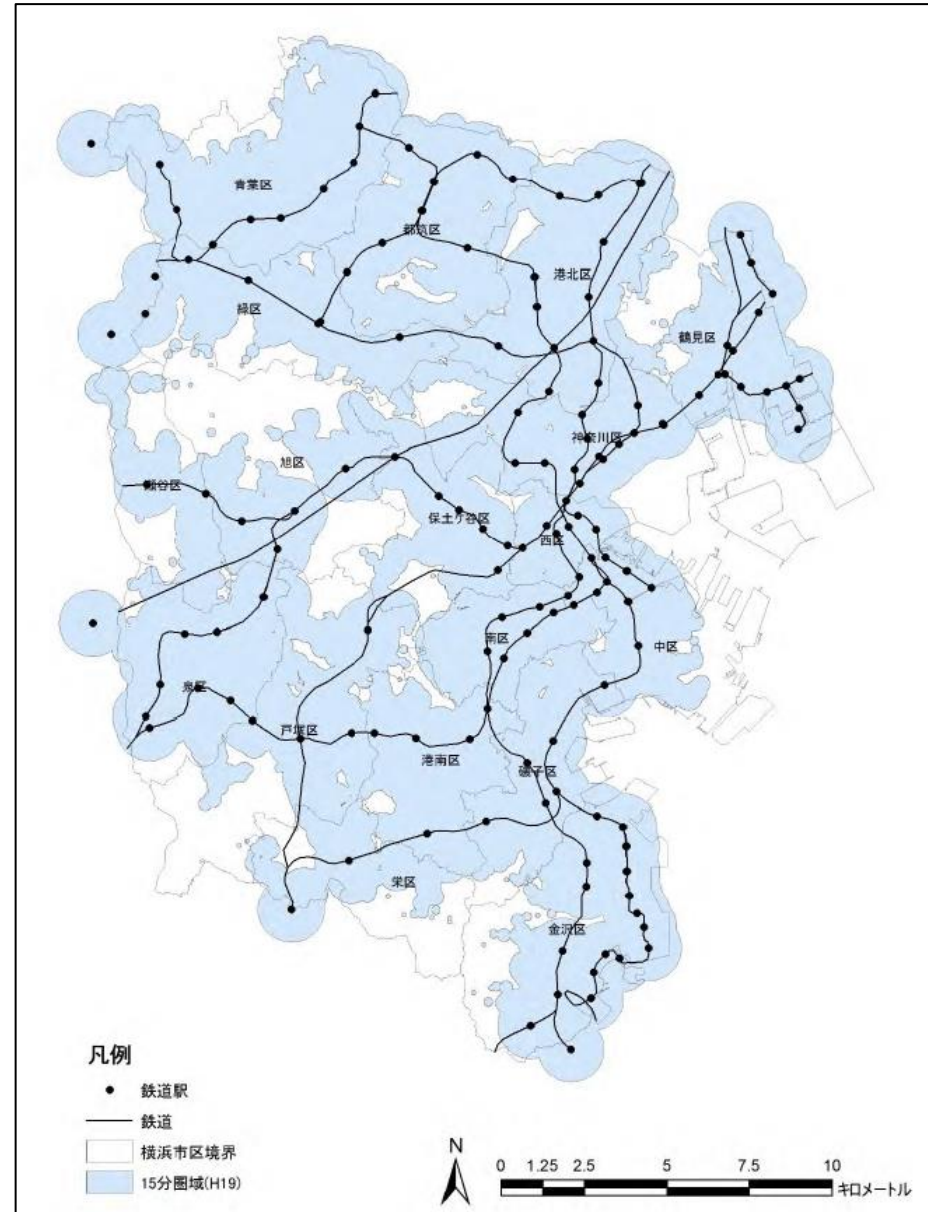 青葉区
都筑区
港北区
緑区
鶴見区
神奈川区
旭区
瀬谷区
保土ケ谷区
西区
南区
中区
泉区
戸塚区
港南区
磯子区
栄区
金沢区
凡例
鉄道駅
鉄道
横浜市区境界
15分圏域(H19)
N
0 1.25 2.5 5 7.5 10
キロメートル